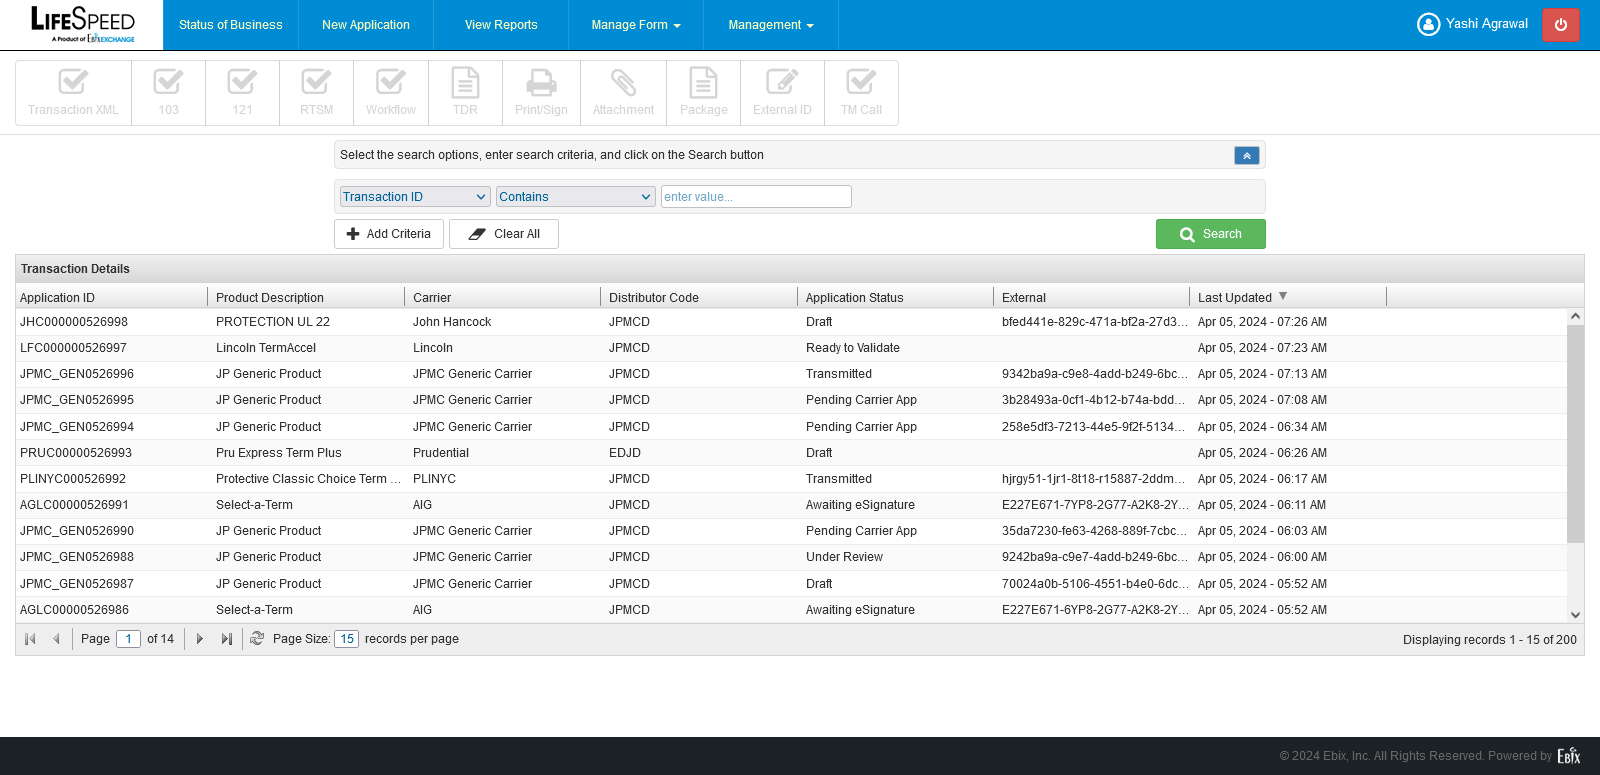 LIFESPEED
A Product of EbixEXCHANGE
Status of Business New Application View Reports Manage Form Management Yashi Agrawal
Transaction XML 103 121 RTSM Workflow TDR Print/Sign Attachment Package External ID TM Call
Select the search options, enter search criteria, and click on the Search button
Transaction ID Contains enter value...
Add Criteria Clear All Search
Transaction Details
Application ID Product Description Carrier Distributor Code Application Status External Last Updated
JHC000000526998 PROTECTION UL 22 John Hancock JPMCD Draft bfed441e-829c-471a-bf2a-27d3... Apr 05, 2024 - 07:26 AM
LFC000000526997 Lincoln TermAccel Lincoln JPMCD Ready to Validate Apr 05, 2024 - 07:23 AM
JPMC_GEN0526996 JP Generic Product JPMC Generic Carrier JPMCD Transmitted 9342ba9a-c9e8-4add-b249-6bc... Apr 05, 2024 - 07:13 AM
JPMC_GEN0526995 JP Generic Product JPMC Generic Carrier JPMCD Pending Carrier App 3b28493a-0cf1-4b12-b74a-bdd... Apr 05, 2024 - 07:08 AM
JPMC_GEN0526994 JP Generic Product JPMC Generic Carrier JPMCD Pending Carrier App 258e5df3-7213-44e5-9f2f-5134... Apr 05, 2024 - 06:34 AM
PRUC00000526993 Pru Express Term Plus Prudential EDJD Draft Apr 05, 2024 - 06:26 AM
PLINYC000526992 Protective Classic Choice Term ... PLINYC JPMCD Transmitted hjrgy51-1jr1-8t18-r15887-2ddm... Apr 05, 2024 - 06:17 AM
AGLC00000526991 Select-a-Term AIG JPMCD Awaiting eSignature E227E671-7YP8-2G77-A2K8-2Y... Apr 05, 2024 - 06:11 AM
JPMC_GEN0526990 JP Generic Product JPMC Generic Carrier JPMCD Pending Carrier App 35da7230-fe63-4268-889f-7cbc... Apr 05, 2024 - 06:03 AM
JPMC_GEN0526988 JP Generic Product JPMC Generic Carrier JPMCD Under Review 9242ba9a-c9e7-4add-b249-6bc... Apr 05, 2024 - 06:00 AM
JPMC_GEN0526987 JP Generic Product JPMC Generic Carrier JPMCD Draft 70024a0b-5106-4551-b4e0-6dc... Apr 05, 2024 - 05:52 AM
AGLC00000526986 Select-a-Term AIG JPMCD Awaiting eSignature E227E671-6YP8-2G77-A2K8-2Y... Apr 05, 2024 - 05:52 AM
Page 1 of 14 Page Size: 15 records per page Displaying records 1 - 15 of 200
© 2024 Ebix, Inc. All Rights Reserved. Powered by Ebix